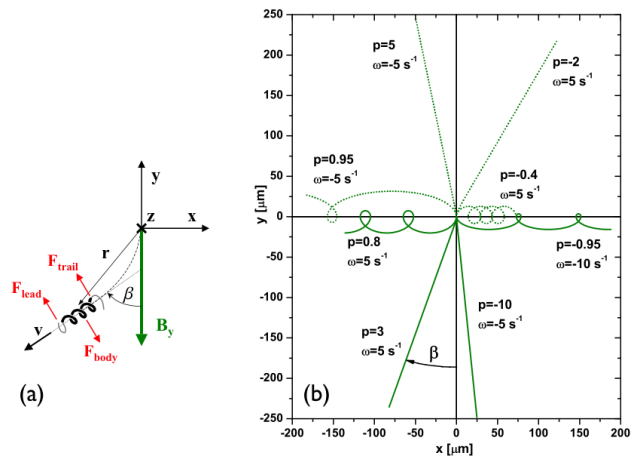 y
z
x
r
F_trail
F_lead
β
v
B_y
F_body
(a)
250
200
150
100
50
0
-50
-100
-150
-200
-250
y [µm]
-200 -150 -100 -50 0 50 100 150 200
x [µm]
p=5
ω=-5 s⁻¹
p=-2
ω=5 s⁻¹
p=0.95
ω=-5 s⁻¹
p=-0.4
ω=5 s⁻¹
p=0.8
ω=5 s⁻¹
p=-0.95
ω=-10 s⁻¹
p=3
ω=5 s⁻¹
β
p=-10
ω=-5 s⁻¹
(b)